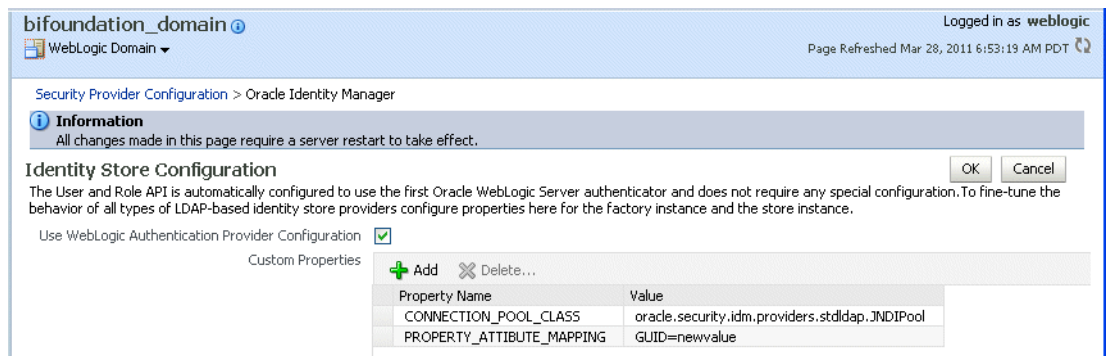 bifoundation_domain
Logged in as weblogic
WebLogic Domain
Page Refreshed Mar 28, 2011 6:53:19 AM PDT
Security Provider Configuration > Oracle Identity Manager
Information
All changes made in this page require a server restart to take effect.
Identity Store Configuration
OK Cancel
The User and Role API is automatically configured to use the first Oracle WebLogic Server authenticator and does not require any special configuration.To fine-tune the
behavior of all types of LDAP-based identity store providers configure properties here for the factory instance and the store instance.
Use WebLogic Authentication Provider Configuration
Custom Properties
Add Delete...
Property Name Value
CONNECTION_POOL_CLASS oracle.security.idm.providers.stdldap.JNDIPool
PROPERTY_ATTIBUTE_MAPPING GUID=newvalue